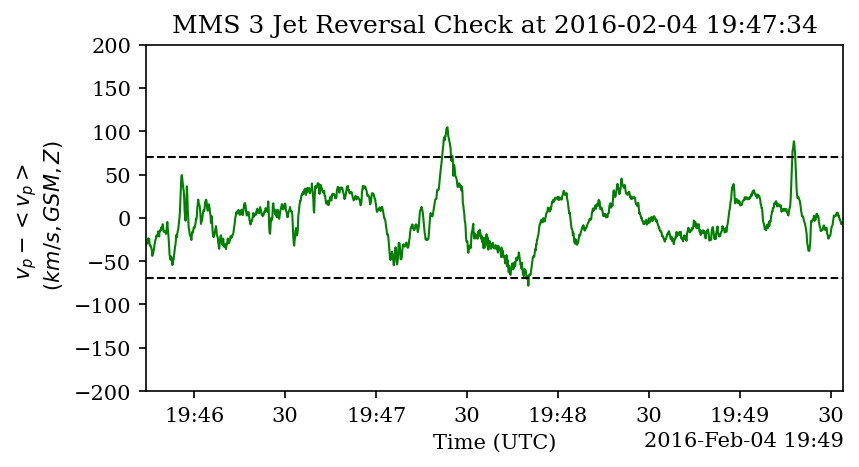 MMS 3 Jet Reversal Check at 2016-02-04 19:47:34
200
150
100
50
0
−50
−100
−150
−200
v_p − < v_p >
(km/s, GSM, Z)
19:46 30 19:47 30 19:48 30 19:49 30
Time (UTC)
2016-Feb-04 19:49